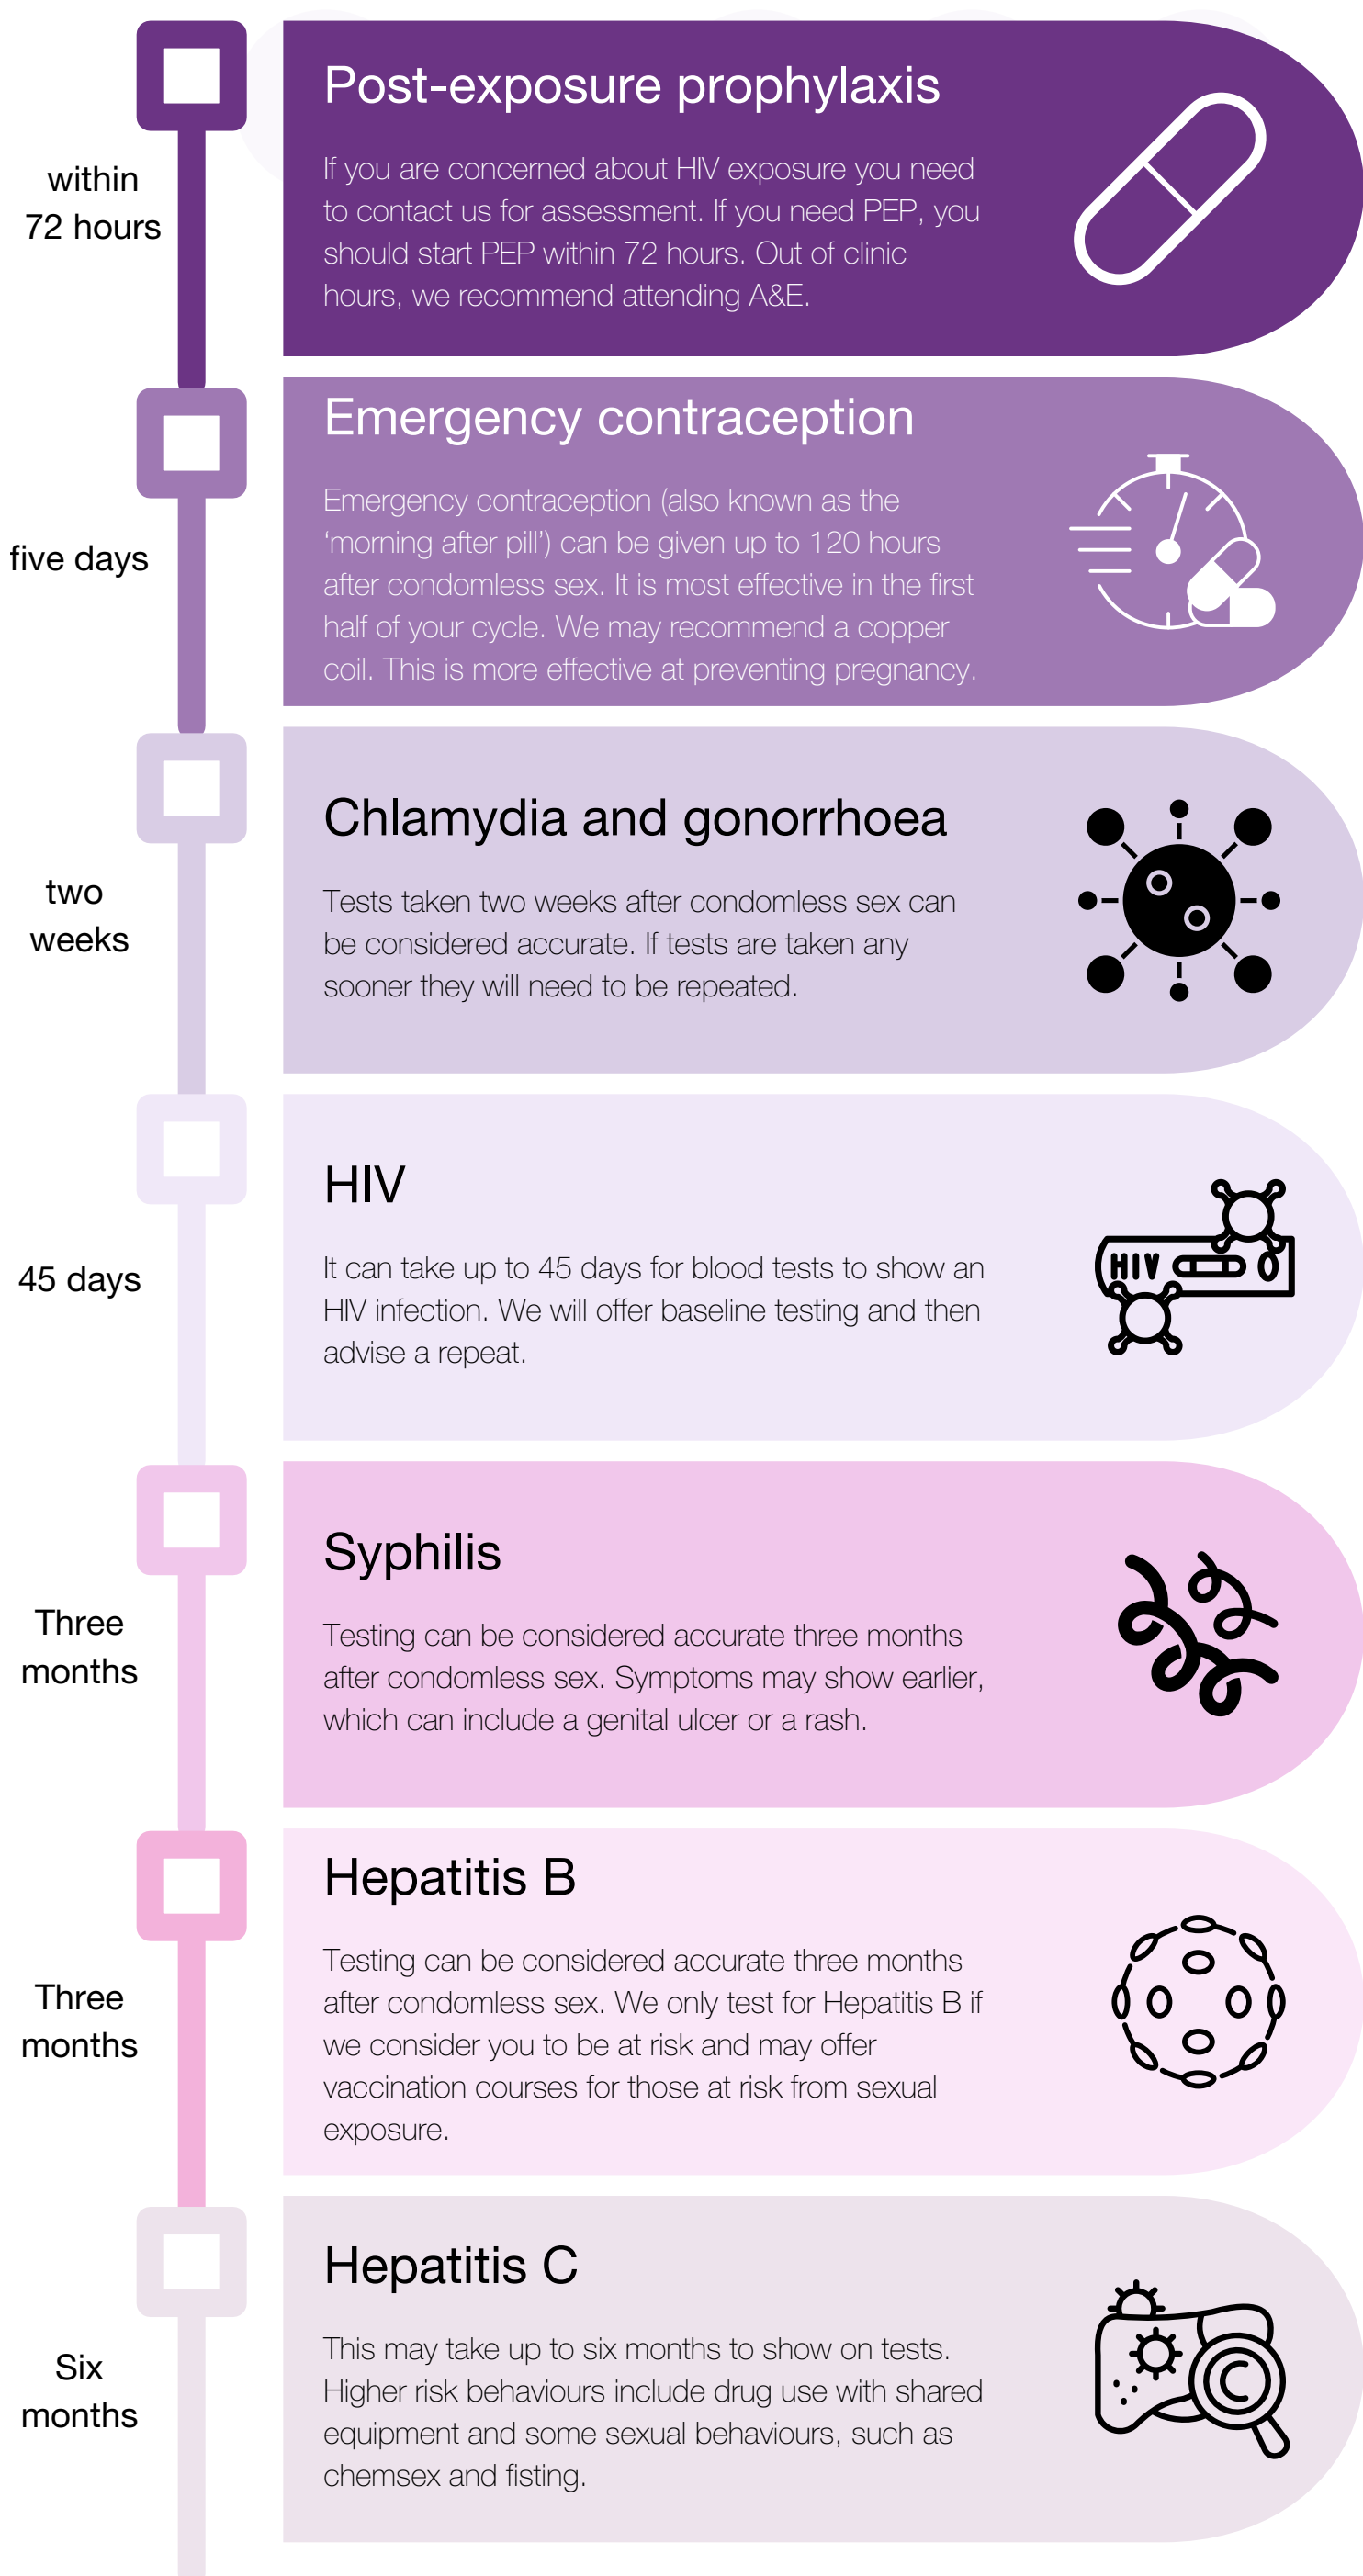 Post-exposure prophylaxis
within
72 hours
If you are concerned about HIV exposure you need
to contact us for assessment. If you need PEP, you
should start PEP within 72 hours. Out of clinic
hours, we recommend attending A&E.
Emergency contraception
five days
Emergency contraception (also known as the
‘morning after pill’) can be given up to 120 hours
after condomless sex. It is most effective in the first
half of your cycle. We may recommend a copper
coil. This is more effective at preventing pregnancy.
Chlamydia and gonorrhoea
two
weeks
Tests taken two weeks after condomless sex can
be considered accurate. If tests are taken any
sooner they will need to be repeated.
HIV
45 days
It can take up to 45 days for blood tests to show an
HIV infection. We will offer baseline testing and then
advise a repeat.
HIV
Syphilis
Three
months
Testing can be considered accurate three months
after condomless sex. Symptoms may show earlier,
which can include a genital ulcer or a rash.
Hepatitis B
Three
months
Testing can be considered accurate three months
after condomless sex. We only test for Hepatitis B if
we consider you to be at risk and may offer
vaccination courses for those at risk from sexual
exposure.
Hepatitis C
Six
months
This may take up to six months to show on tests.
Higher risk behaviours include drug use with shared
equipment and some sexual behaviours, such as
chemsex and fisting.
C